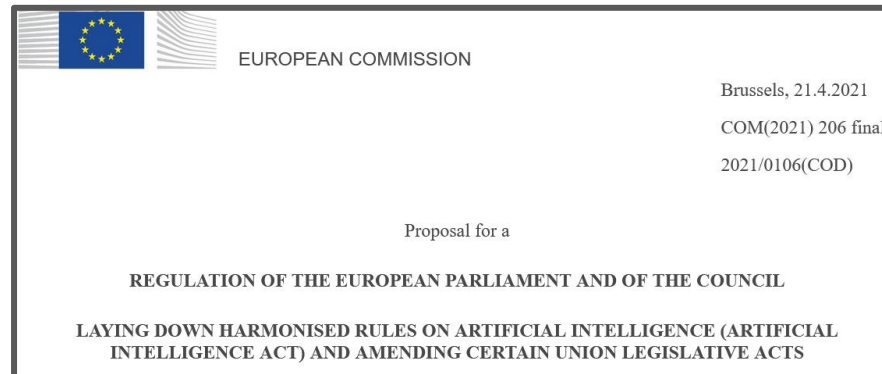 EUROPEAN COMMISSION
Brussels, 21.4.2021
COM(2021) 206 final
2021/0106(COD)
Proposal for a
REGULATION OF THE EUROPEAN PARLIAMENT AND OF THE COUNCIL
LAYING DOWN HARMONISED RULES ON ARTIFICIAL INTELLIGENCE (ARTIFICIAL
INTELLIGENCE ACT) AND AMENDING CERTAIN UNION LEGISLATIVE ACTS